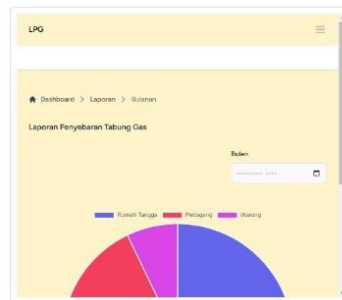 LPG
Dashboard > Laporan > Bulanan
Laporan Penyebaran Tabung Gas
Bulan
Rumah Tangga Pedagang Warung